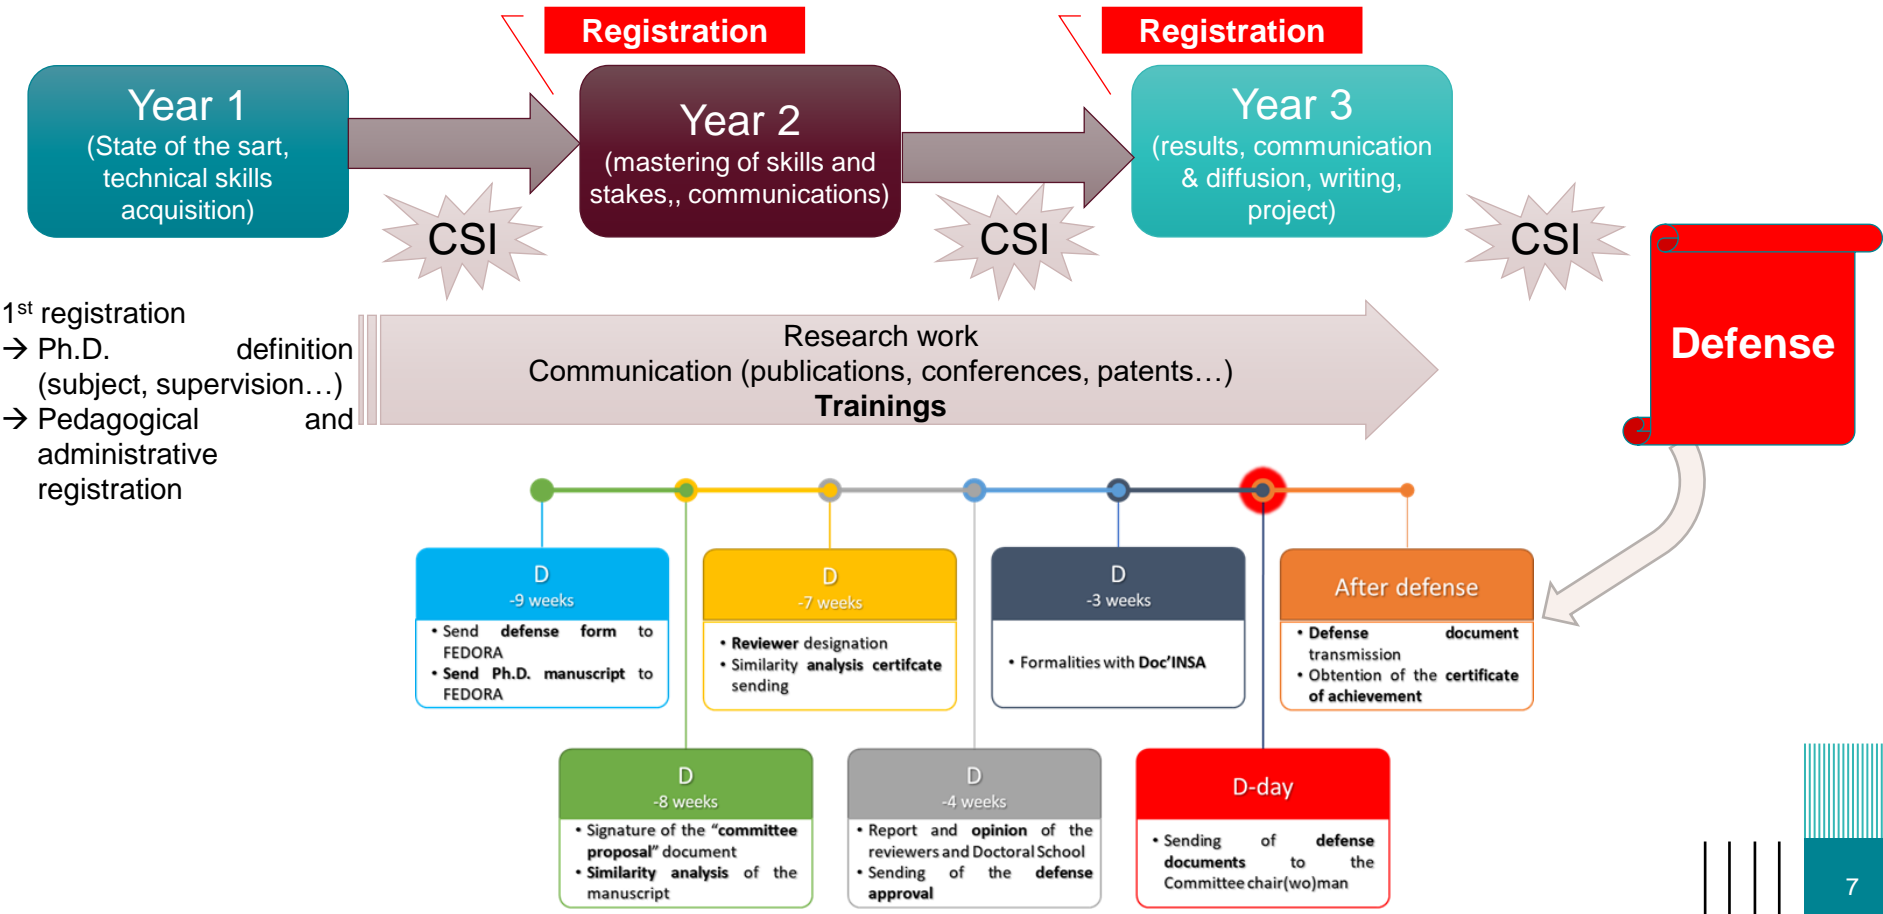 Registration
Registration
Year 1
(State of the sart,
technical skills
acquisition)
Year 2
(mastering of skills and
stakes,, communications)
Year 3
(results, communication
& diffusion, writing,
project)
CSI
CSI
CSI
Defense
1st registration
→ Ph.D. definition
(subject, supervision…)
→ Pedagogical and
administrative
registration
Research work
Communication (publications, conferences, patents…)
Trainings
D
-9 weeks
• Send defense form to
FEDORA
• Send Ph.D. manuscript to
FEDORA
D
-7 weeks
• Reviewer designation
• Similarity analysis certifcate
sending
D
-3 weeks
• Formalities with Doc'INSA
After defense
• Defense document
transmission
• Obtention of the certificate
of achievement
D
-8 weeks
• Signature of the “committee
proposal” document
• Similarity analysis of the
manuscript
D
-4 weeks
• Report and opinion of the
reviewers and Doctoral School
• Sending of the defense
approval
D-day
• Sending of defense
documents to the
Committee chair(wo)man
7